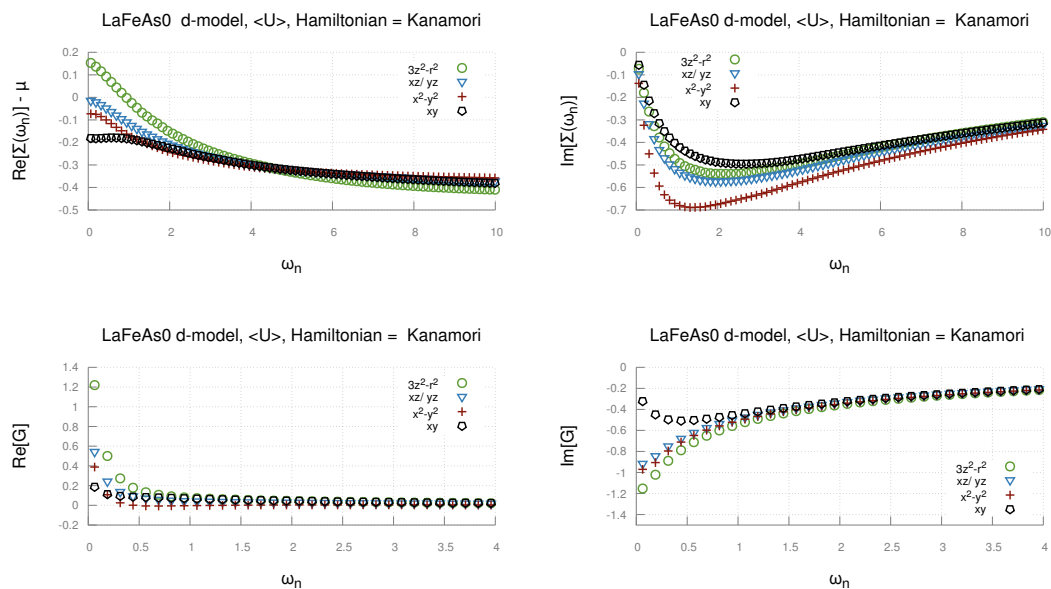 LaFeAs0 d-model, <U>, Hamiltonian = Kanamori
Re[Σ(ωn)] - μ
0.2
0.1
0
-0.1
-0.2
-0.3
-0.4
-0.5
3z²-r²
xz/ yz
x²-y²
xy
0 2 4 6 8 10
ωn
LaFeAs0 d-model, <U>, Hamiltonian = Kanamori
Im[Σ(ωn)]
0
-0.1
-0.2
-0.3
-0.4
-0.5
-0.6
-0.7
3z²-r²
xz/ yz
x²-y²
xy
0 2 4 6 8 10
ωn
LaFeAs0 d-model, <U>, Hamiltonian = Kanamori
Re[G]
1.4
1.2
1
0.8
0.6
0.4
0.2
0
-0.2
3z²-r²
xz/ yz
x²-y²
xy
0 0.5 1 1.5 2 2.5 3 3.5 4
ωn
LaFeAs0 d-model, <U>, Hamiltonian = Kanamori
Im[G]
0
-0.2
-0.4
-0.6
-0.8
-1
-1.2
-1.4
3z²-r²
xz/ yz
x²-y²
xy
0 0.5 1 1.5 2 2.5 3 3.5 4
ωn